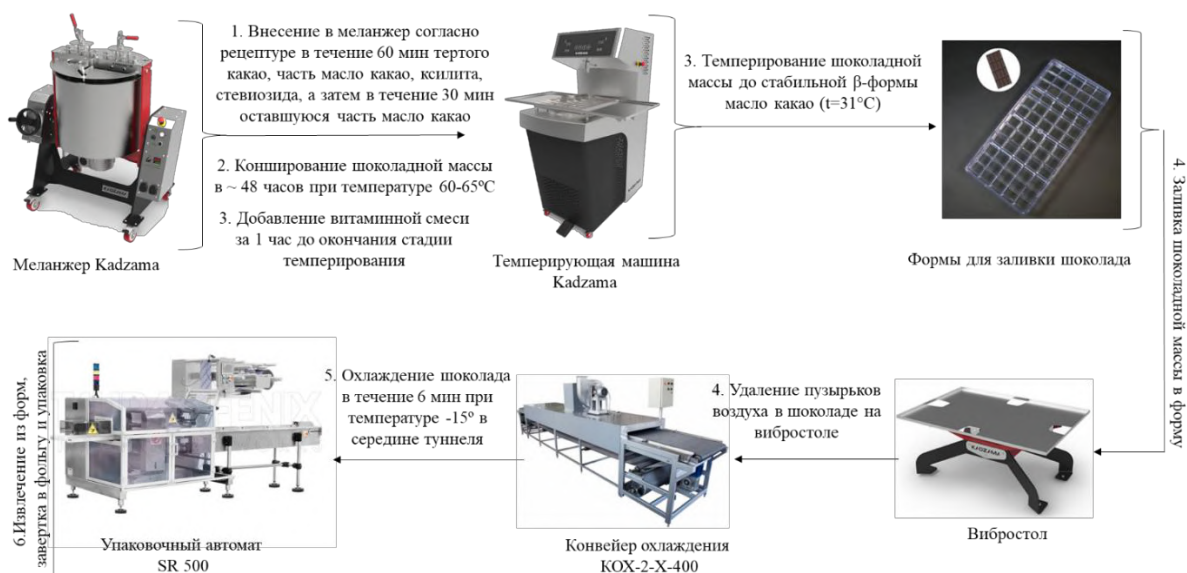 1. Внесение в меланжер согласно
рецептуре в течение 60 мин тертого
какао, часть масло какао, ксилита,
стевиозида, а затем в течение 30 мин
оставшуюся часть масло какао
2. Конширование шоколадной массы
в ~ 48 часов при температуре 60-65ºС
3. Добавление витаминной смеси
за 1 час до окончания стадии
темперирования
KADZAMA
Меланжер Kadzama
Темперирующая машина
Kadzama
3. Темперирование шоколадной
массы до стабильной β-формы
масло какао (t=31°C)
Формы для заливки шоколада
4. Заливка шоколадной массы в форму
KADZAMA
Вибростол
4. Удаление пузырьков
воздуха в шоколаде на
вибростоле
Конвейер охлаждения
КОХ-2-Х-400
5. Охлаждение шоколада
в течение 6 мин при
температуре -15º в
середине туннеля
Упаковочный автомат
SR 500
6.Извлечение из форм,
завертка в фольгу и упаковка